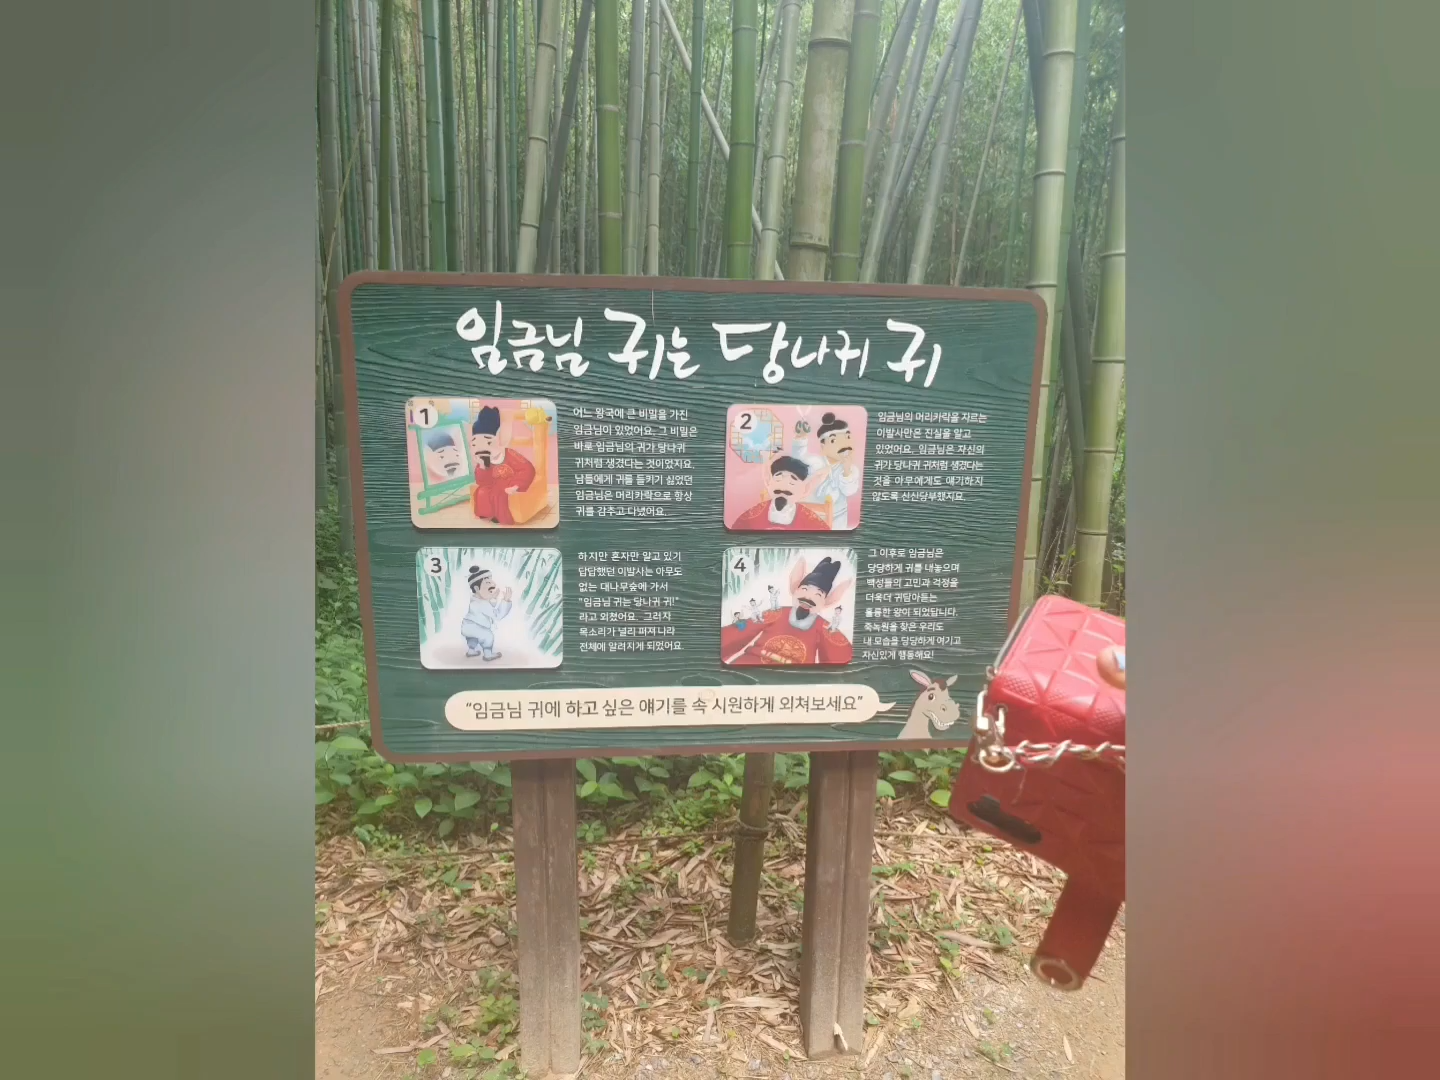 임금님 귀는 당나귀 귀
1
어느 왕국에 큰 비밀을 가진
임금님이 있었어요. 그 비밀은
바로 임금님의 귀가 당나귀
귀처럼 생겼다는 것이었지요.
남들에게 귀를 들키기 싫었던
임금님은 머리카락으로 항상
귀를 감추고 다녔어요.
2
임금님의 머리카락을 자르는
이발사만은 진실을 알고
있었어요. 임금님은 자신의
귀가 당나귀 귀처럼 생겼다는
것을 아무에게도 얘기하지
않도록 신신당부했지요.
3
하지만 혼자만 알고 있기
답답했던 이발사는 아무도
없는 대나무숲에 가서
"임금님 귀는 당나귀 귀!"
라고 외쳤어요. 그러자
목소리가 널리 퍼져 나라
전체에 알려지게 되었어요.
4
그 이후로 임금님은
당당하게 귀를 내놓으며
백성들의 고민과 걱정을
더욱더 귀담아듣는
훌륭한 왕이 되었답니다.
죽녹원을 찾은 우리도
내 모습을 당당하게 여기고
자신있게 행동해요!
"임금님 귀에 하고 싶은 얘기를 속 시원하게 외쳐보세요"